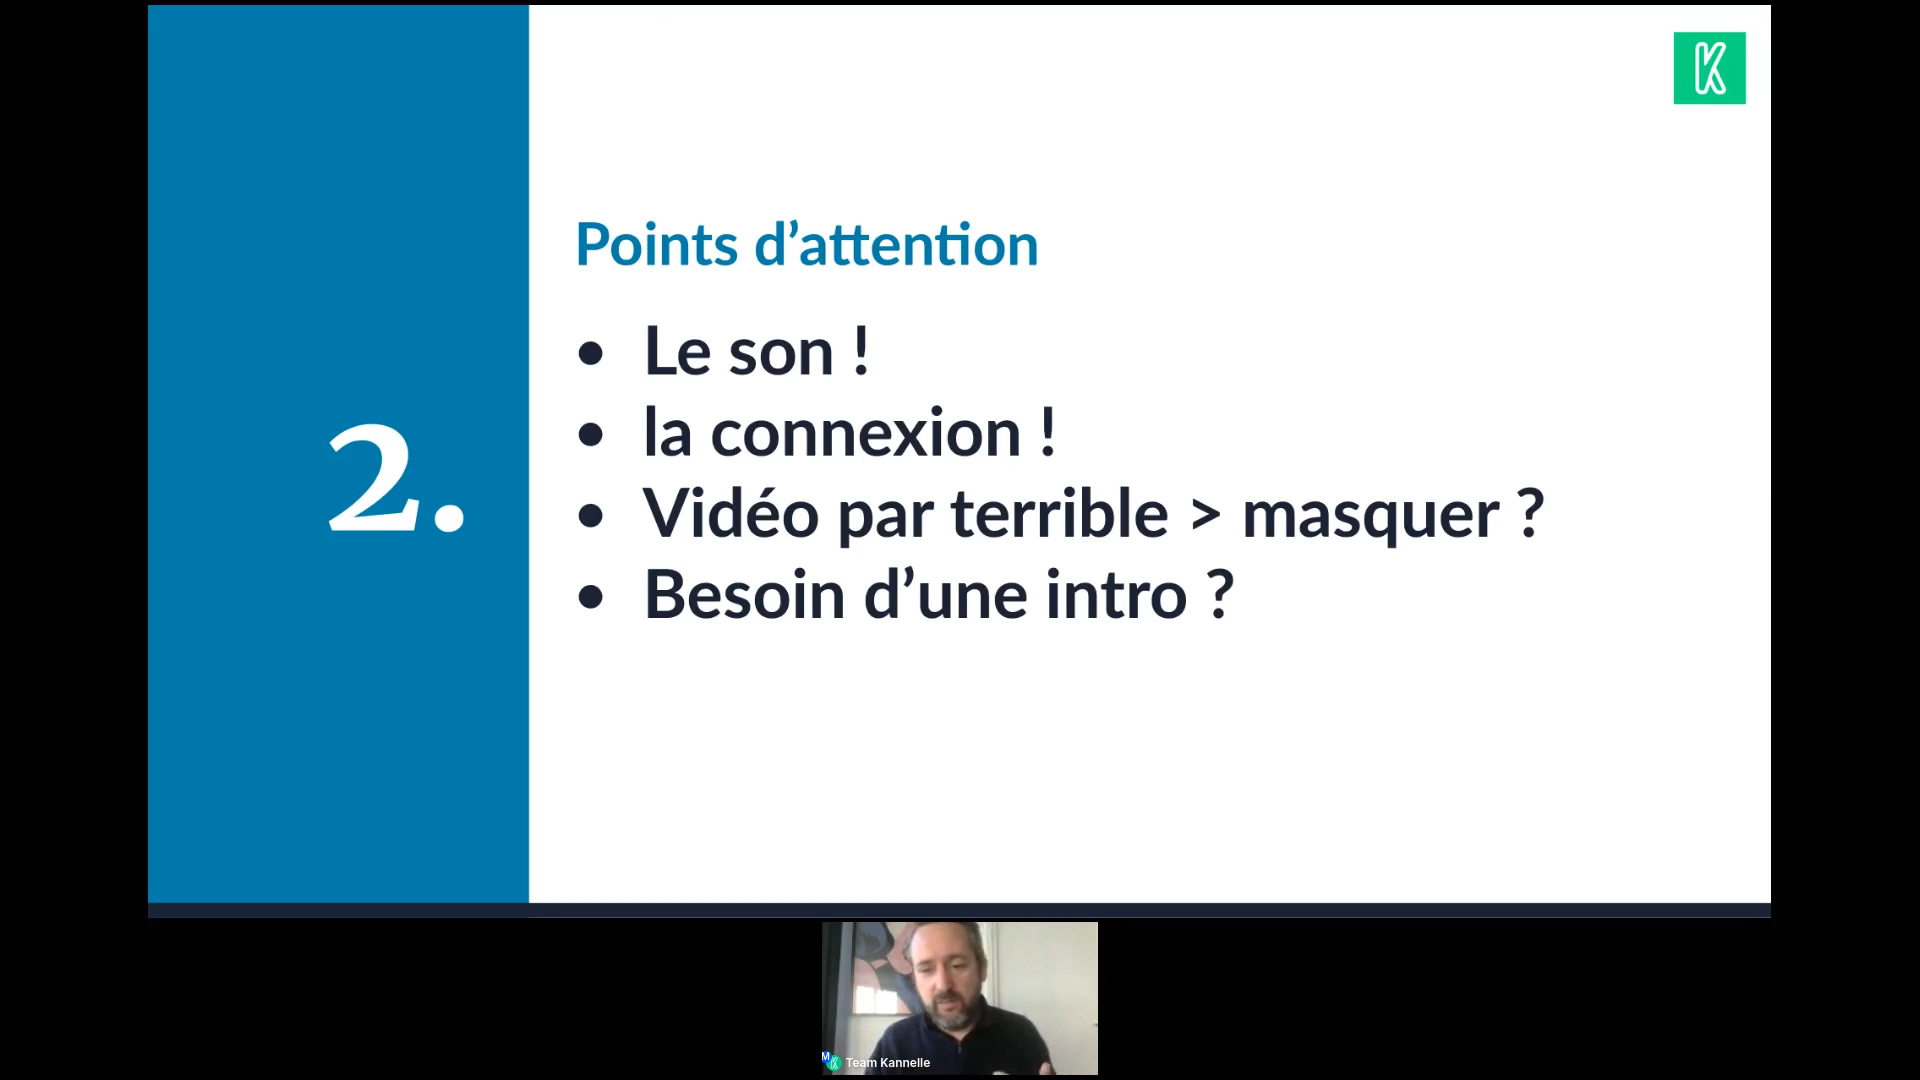 K
Points d’attention
2.
● Le son !
● la connexion !
● Vidéo par terrible > masquer ?
● Besoin d’une intro ?
M
Team Kannelle